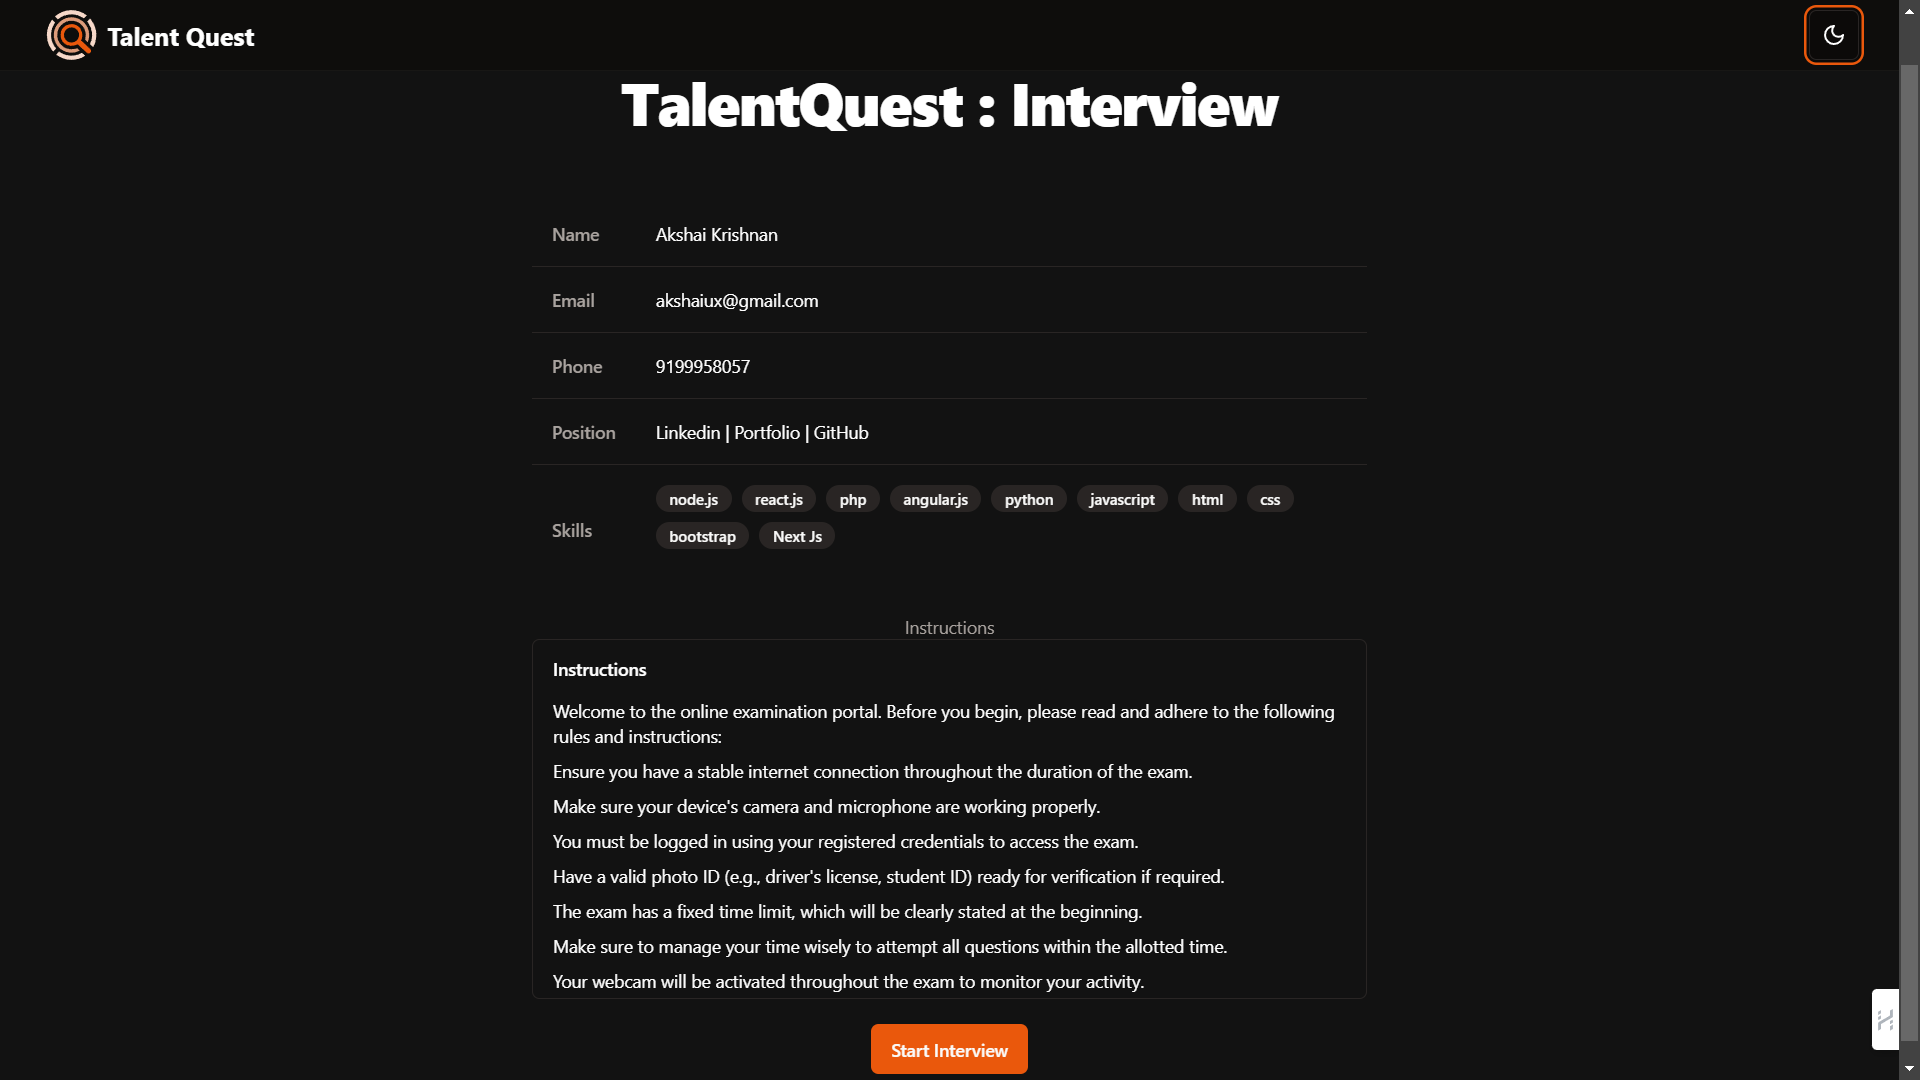 Talent Quest
TalentQuest : Interview
Name Akshai Krishnan
Email akshaiux@gmail.com
Phone 9199958057
Position Linkedin | Portfolio | GitHub
Skills
node.js react.js php angular.js python javascript html css
bootstrap Next Js
Instructions
Instructions
Welcome to the online examination portal. Before you begin, please read and adhere to the following
rules and instructions:
Ensure you have a stable internet connection throughout the duration of the exam.
Make sure your device's camera and microphone are working properly.
You must be logged in using your registered credentials to access the exam.
Have a valid photo ID (e.g., driver's license, student ID) ready for verification if required.
The exam has a fixed time limit, which will be clearly stated at the beginning.
Make sure to manage your time wisely to attempt all questions within the allotted time.
Your webcam will be activated throughout the exam to monitor your activity.
Start Interview